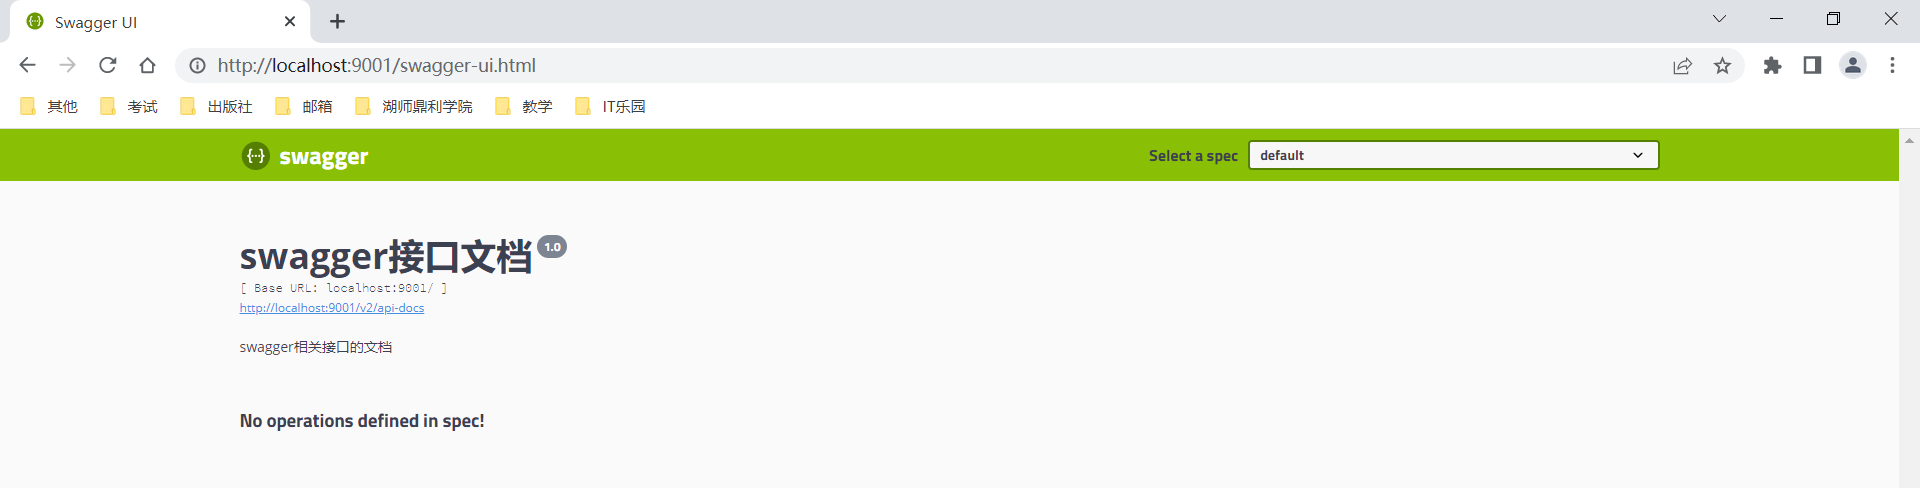 Swagger UI
http://localhost:9001/swagger-ui.html
其他 考试 出版社 邮箱 湖师鼎利学院 教学 IT乐园
{··} swagger Select a spec default
swagger接口文档 1.0
[ Base URL: localhost:9001/ ]
http://localhost:9001/v2/api-docs
swagger相关接口的文档
No operations defined in spec!